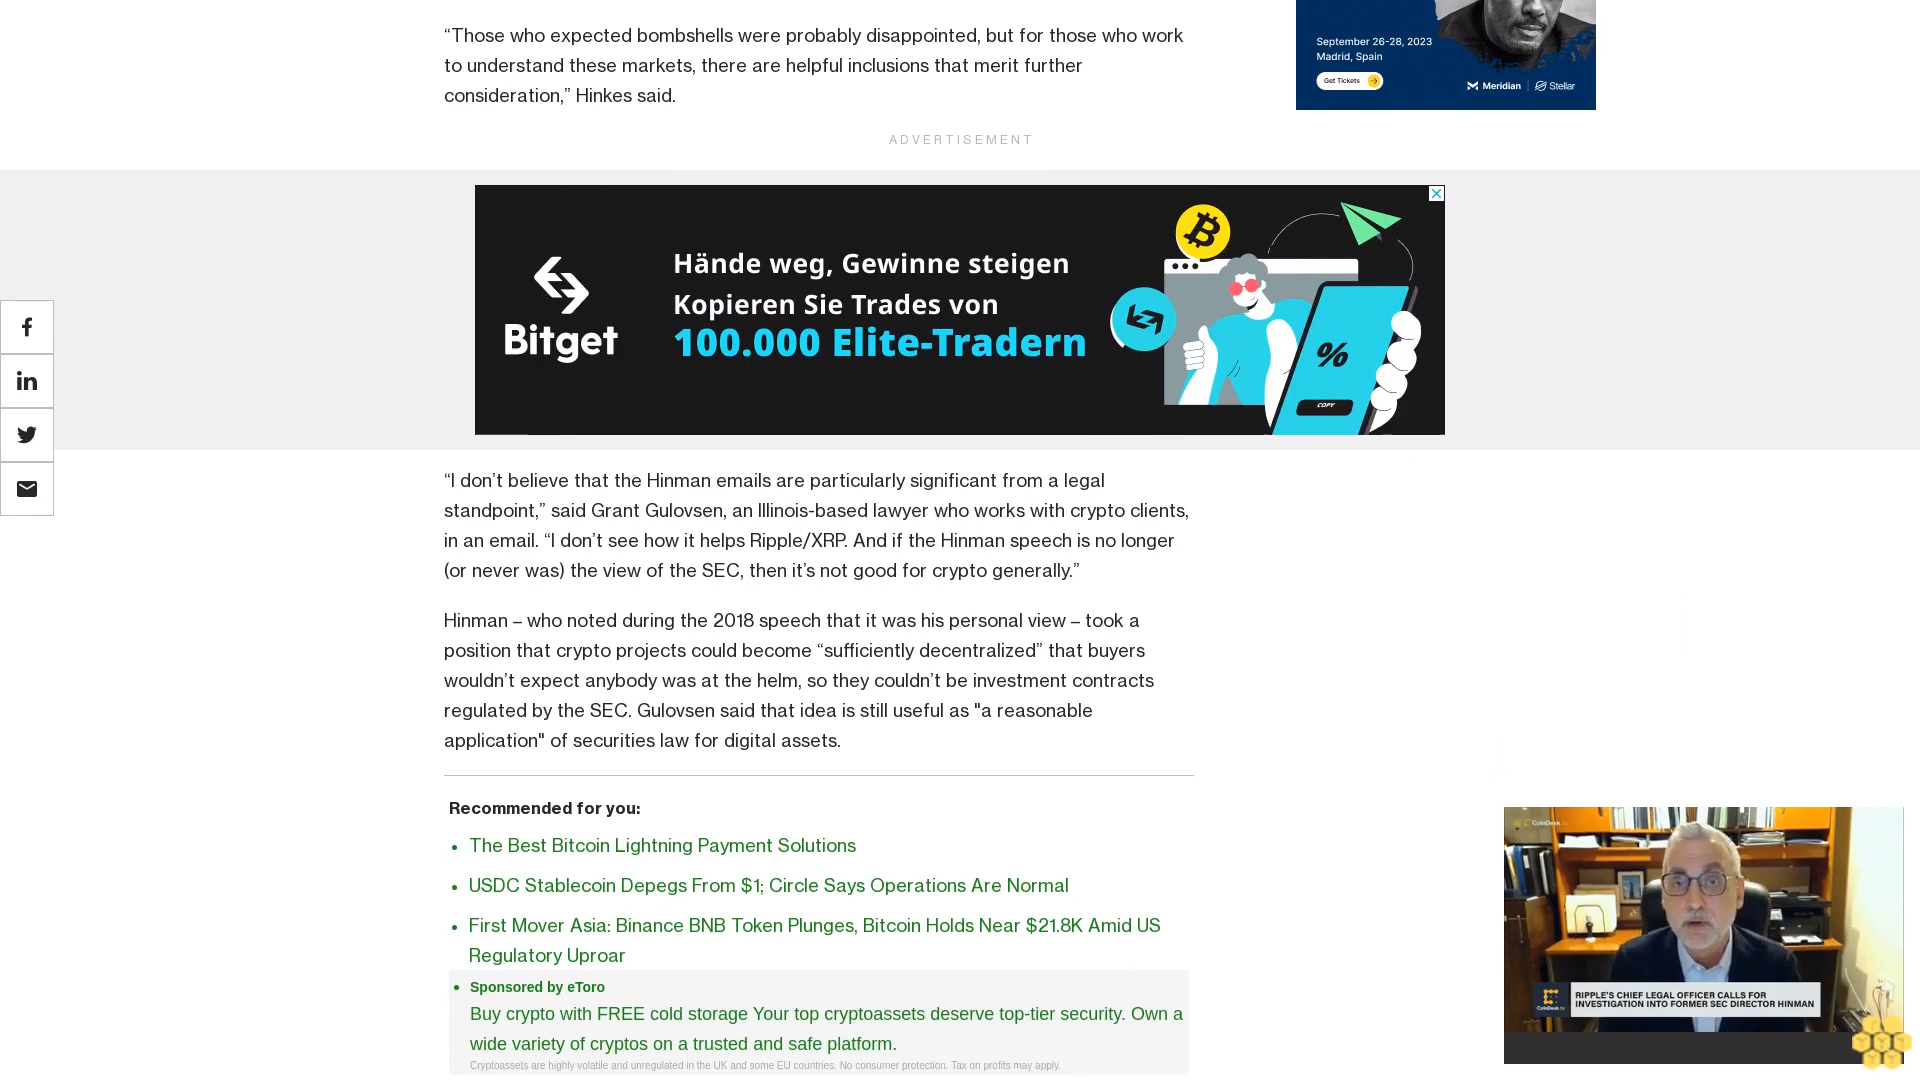 “Those who expected bombshells were probably disappointed, but for those who work
to understand these markets, there are helpful inclusions that merit further
consideration,” Hinkes said.
September 26-28, 2023
Madrid, Spain
Get Tickets
Meridian | Stellar
ADVERTISEMENT
Bitget
Hände weg, Gewinne steigen
Kopieren Sie Trades von
100.000 Elite-Tradern
%
COPY
“I don’t believe that the Hinman emails are particularly significant from a legal
standpoint,” said Grant Gulovsen, an Illinois-based lawyer who works with crypto clients,
in an email. “I don’t see how it helps Ripple/XRP. And if the Hinman speech is no longer
(or never was) the view of the SEC, then it’s not good for crypto generally.”
Hinman – who noted during the 2018 speech that it was his personal view – took a
position that crypto projects could become “sufficiently decentralized” that buyers
wouldn’t expect anybody was at the helm, so they couldn’t be investment contracts
regulated by the SEC. Gulovsen said that idea is still useful as "a reasonable
application" of securities law for digital assets.
Recommended for you:
• The Best Bitcoin Lightning Payment Solutions
• USDC Stablecoin Depegs From $1; Circle Says Operations Are Normal
• First Mover Asia: Binance BNB Token Plunges, Bitcoin Holds Near $21.8K Amid US
Regulatory Uproar
• Sponsored by eToro
Buy crypto with FREE cold storage Your top cryptoassets deserve top-tier security. Own a
wide variety of cryptos on a trusted and safe platform.
Cryptoassets are highly volatile and unregulated in the UK and some EU countries. No consumer protection. Tax on profits may apply.
CoinDesk.tv
CoinDesk.tv
RIPPLE'S CHIEF LEGAL OFFICER CALLS FOR
INVESTIGATION INTO FORMER SEC DIRECTOR HINMAN